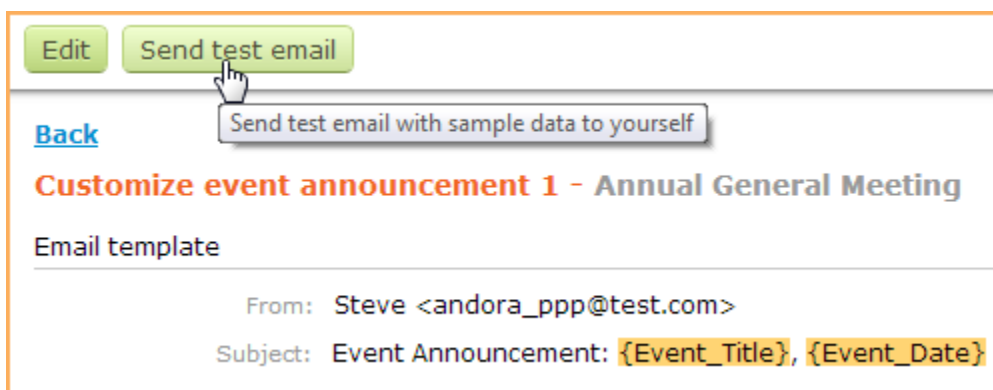 Edit Send test email
Send test email with sample data to yourself
Back
Customize event announcement 1 - Annual General Meeting
Email template
From: Steve <andora_ppp@test.com>
Subject: Event Announcement: {Event_Title}, {Event_Date}